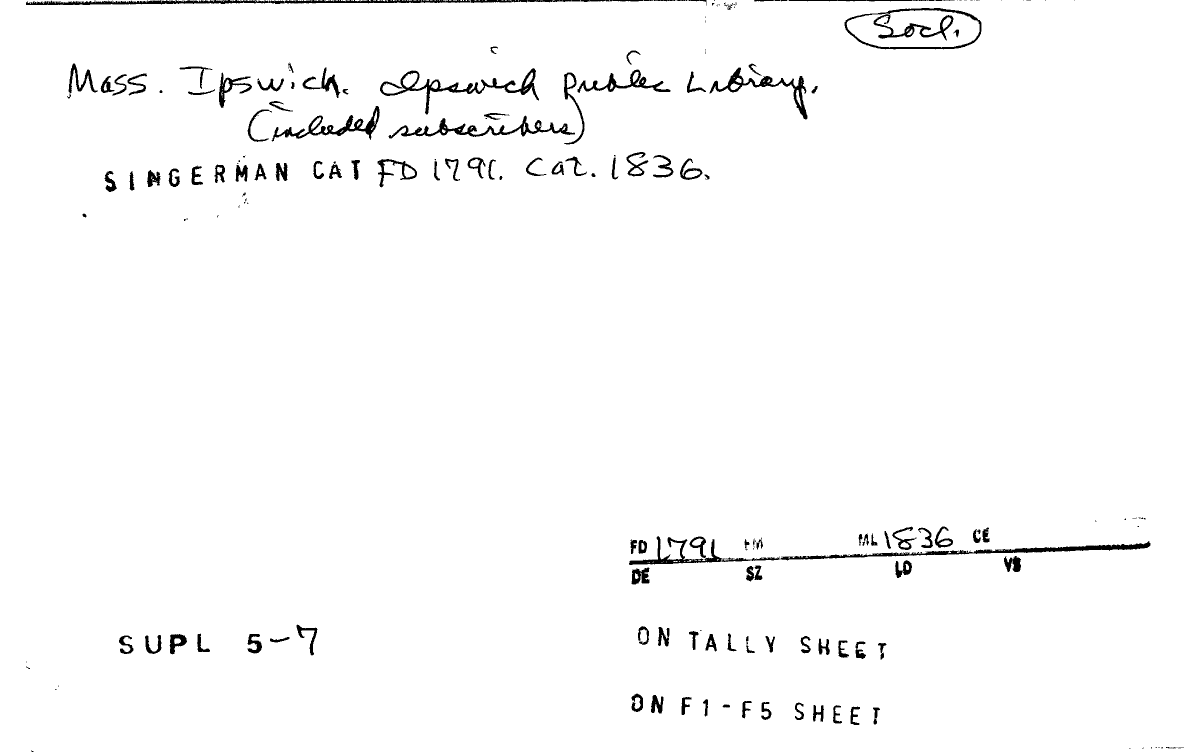 Socl.
Mass. Ipswich. Ipswich Public Library.
(included subscribers)
SINGERMAN CAT FD 1791. Cat. 1836.
FD 1791 FM ML 1836 CE
DE SZ LD VS
SUPL 5-7
ON TALLY SHEET
ON F1-F5 SHEET